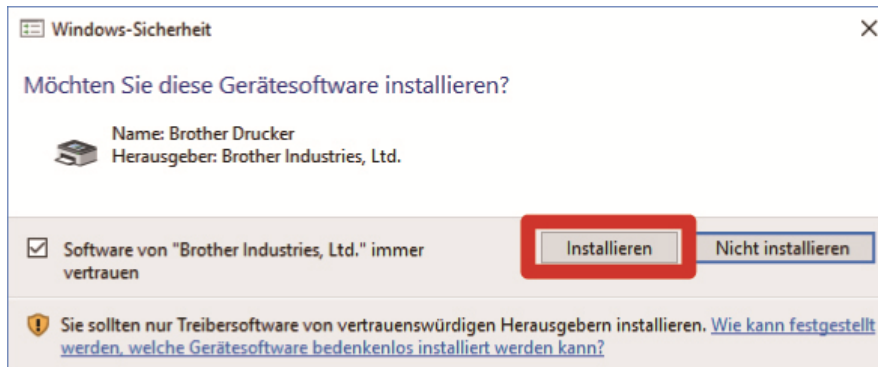 Windows-Sicherheit
Möchten Sie diese Gerätesoftware installieren?
Name: Brother Drucker
Herausgeber: Brother Industries, Ltd.
Software von "Brother Industries, Ltd." immer
vertrauen
Installieren
Nicht installieren
Sie sollten nur Treibersoftware von vertrauenswürdigen Herausgebern installieren. Wie kann festgestellt
werden, welche Gerätesoftware bedenkenlos installiert werden kann?